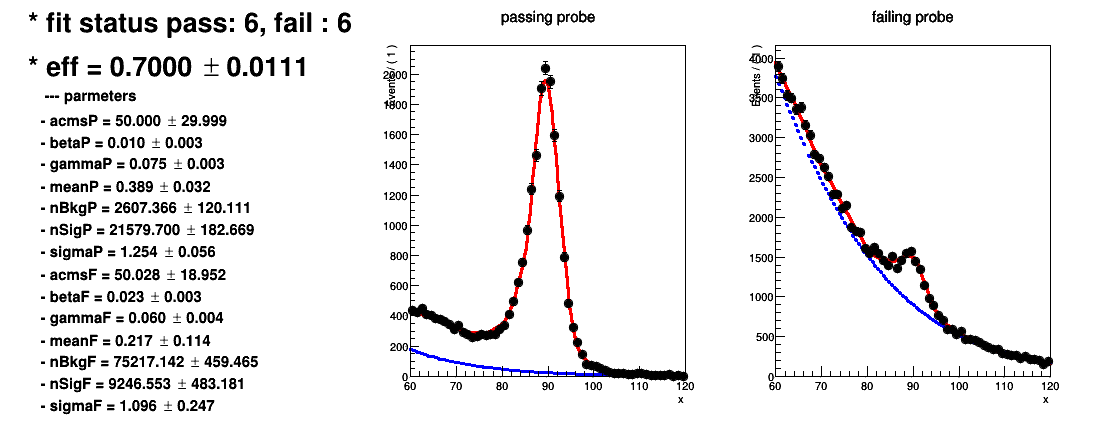 * fit status pass: 6, fail : 6
* eff = 0.7000 ± 0.0111
--- parmeters
- acmsP = 50.000 ± 29.999
- betaP = 0.010 ± 0.003
- gammaP = 0.075 ± 0.003
- meanP = 0.389 ± 0.032
- nBkgP = 2607.366 ± 120.111
- nSigP = 21579.700 ± 182.669
- sigmaP = 1.254 ± 0.056
- acmsF = 50.028 ± 18.952
- betaF = 0.023 ± 0.003
- gammaF = 0.060 ± 0.004
- meanF = 0.217 ± 0.114
- nBkgF = 75217.142 ± 459.465
- nSigF = 9246.553 ± 483.181
- sigmaF = 1.096 ± 0.247
passing probe
Events / ( 1 )
2000
1800
1600
1400
1200
1000
800
600
400
200
0
60 70 80 90 100 110 120
x
failing probe
Events / ( 1 )
4000
3500
3000
2500
2000
1500
1000
500
0
60 70 80 90 100 110 120
x